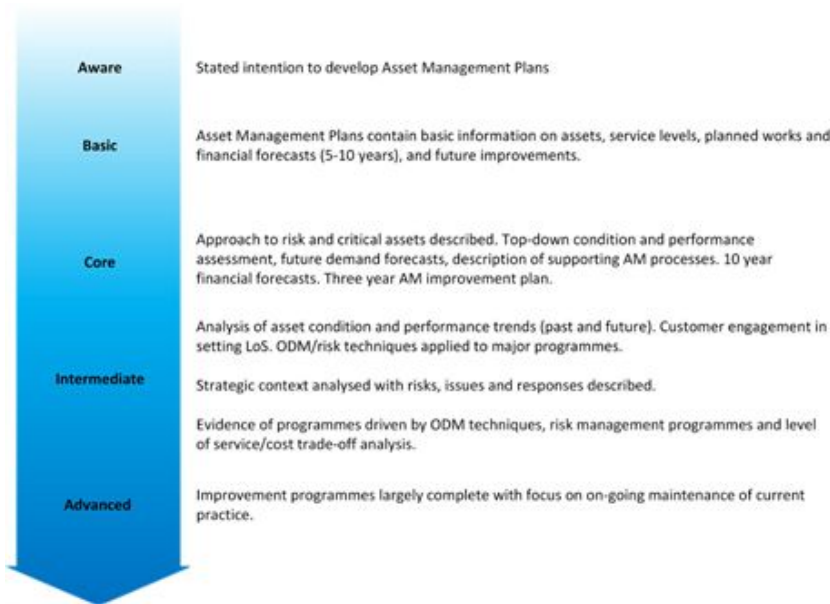 Aware
Stated intention to develop Asset Management Plans
Basic
Asset Management Plans contain basic information on assets, service levels, planned works and
financial forecasts (5-10 years), and future improvements.
Core
Approach to risk and critical assets described. Top-down condition and performance
assessment, future demand forecasts, description of supporting AM processes. 10 year
financial forecasts. Three year AM improvement plan.
Intermediate
Analysis of asset condition and performance trends (past and future). Customer engagement in
setting LoS. ODM/risk techniques applied to major programmes.
Strategic context analysed with risks, issues and responses described.
Evidence of programmes driven by ODM techniques, risk management programmes and level
of service/cost trade-off analysis.
Advanced
Improvement programmes largely complete with focus on on-going maintenance of current
practice.